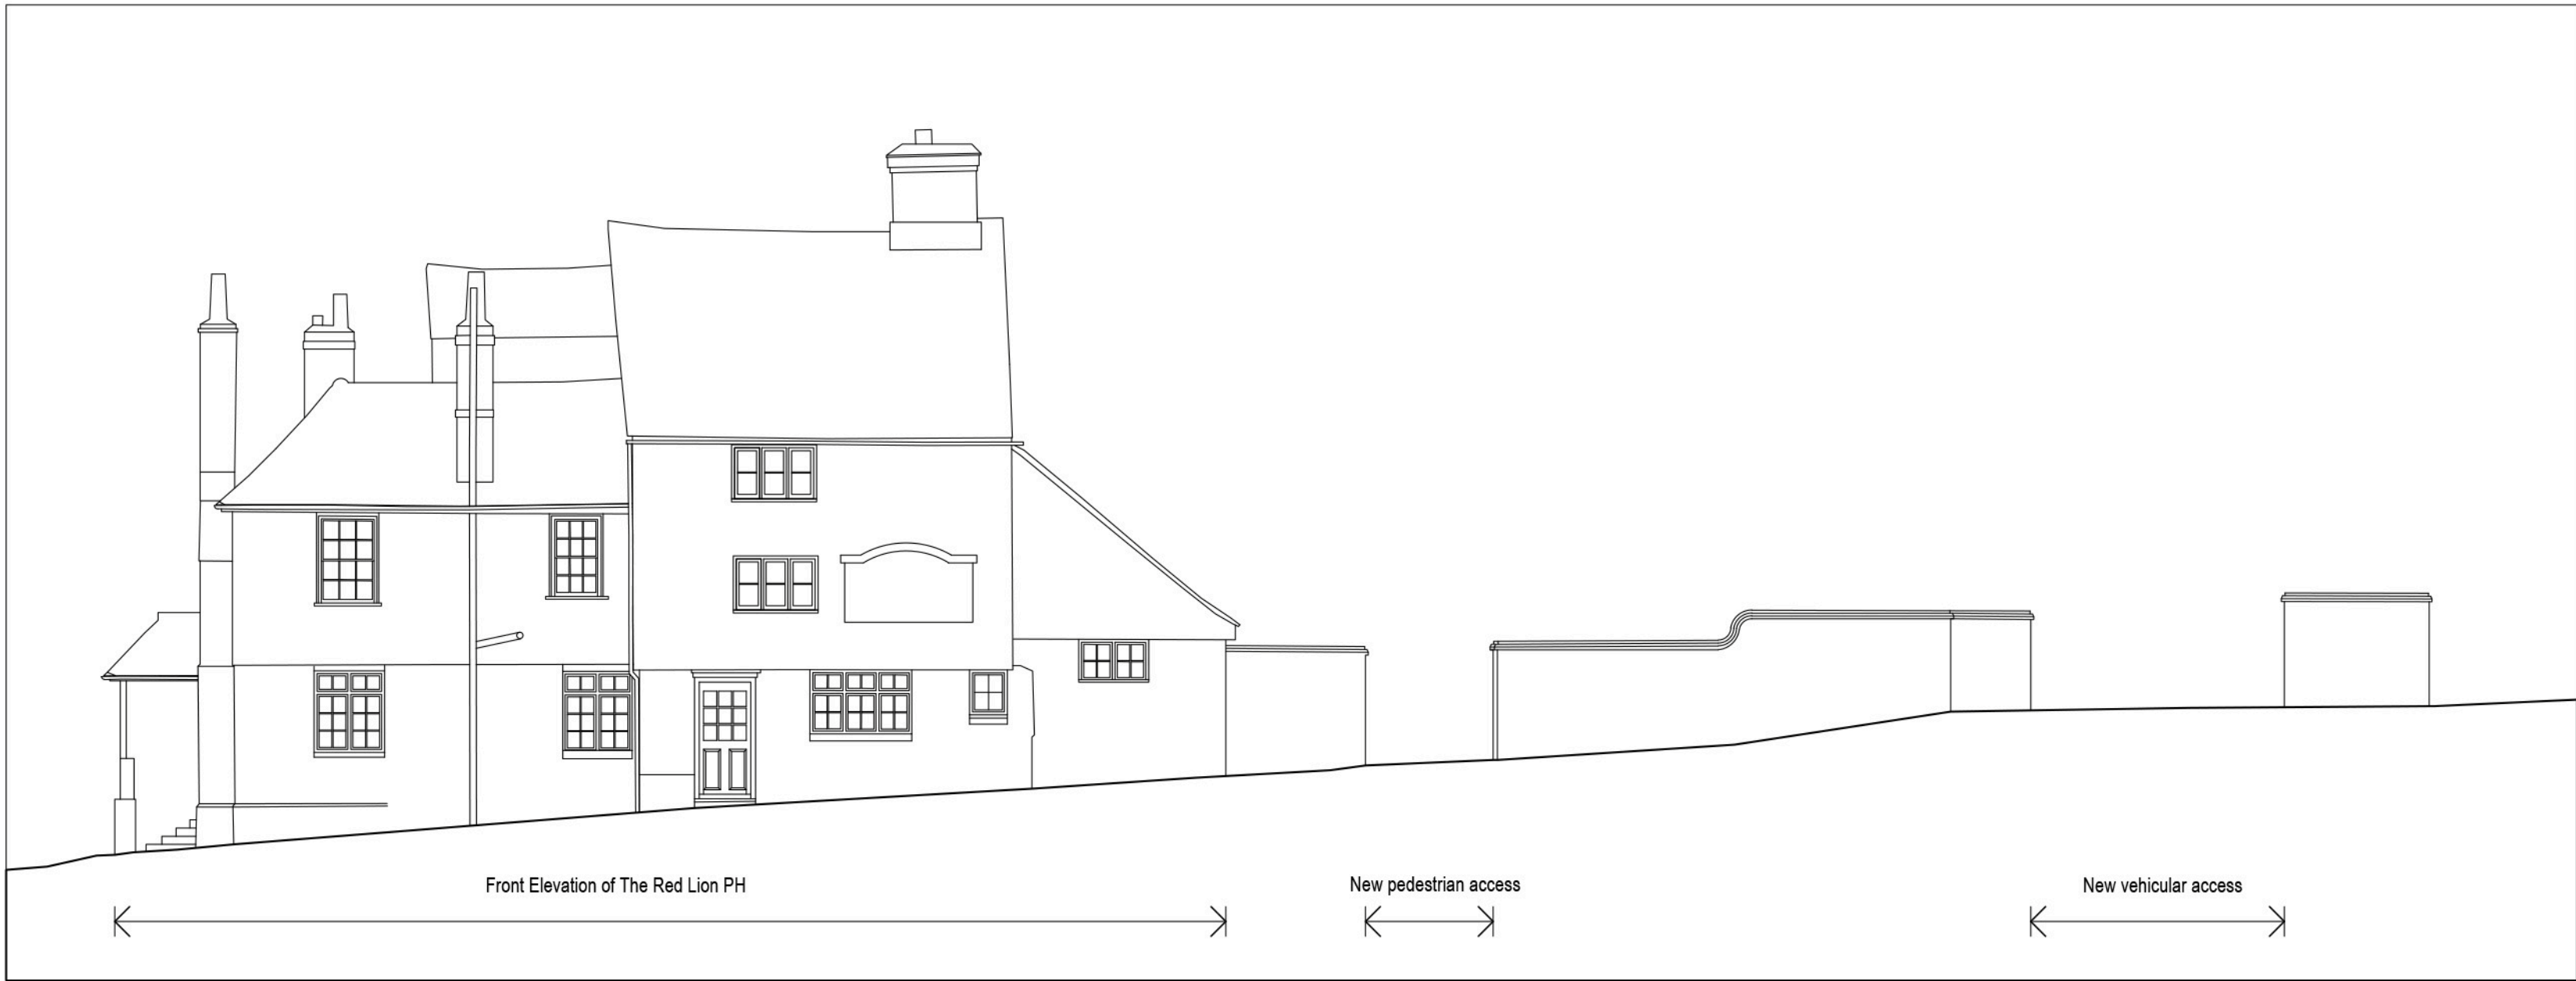 Front Elevation of The Red Lion PH
New pedestrian access
New vehicular access